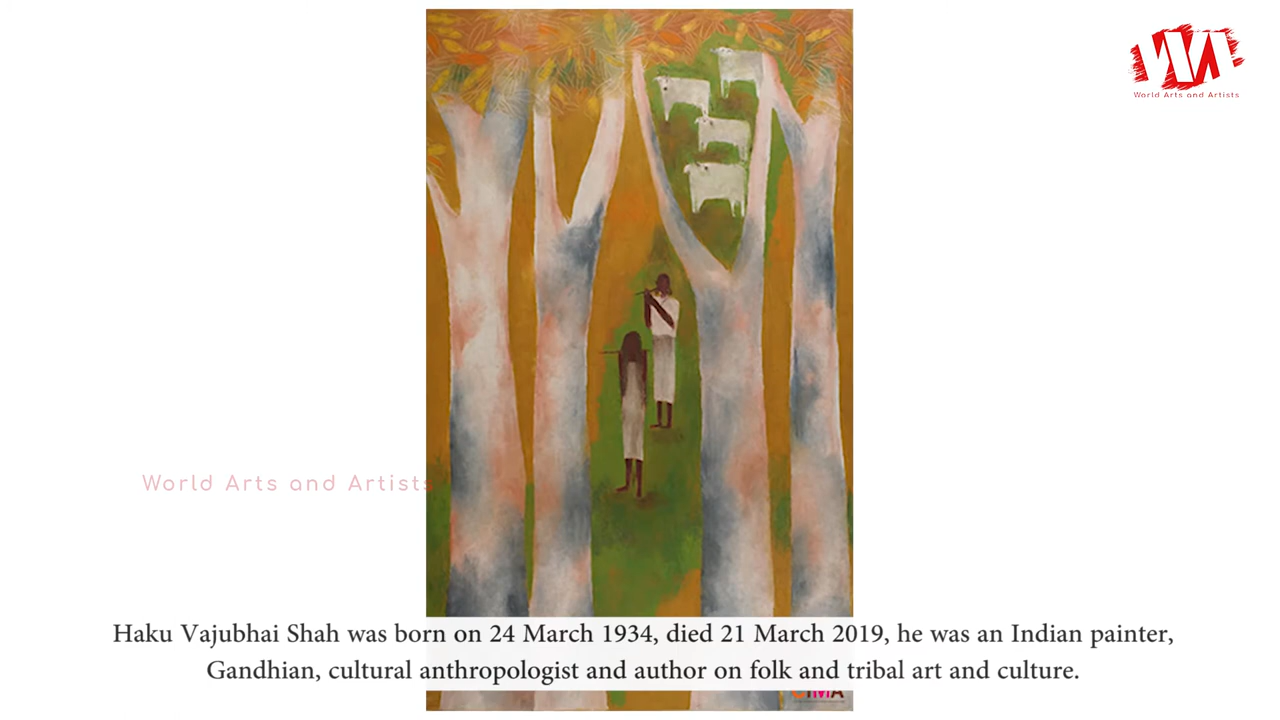 World Arts and Artists
World Arts and Artists
Haku Vajubhai Shah was born on 24 March 1934, died 21 March 2019, he was an Indian painter,
Gandhian, cultural anthropologist and author on folk and tribal art and culture.